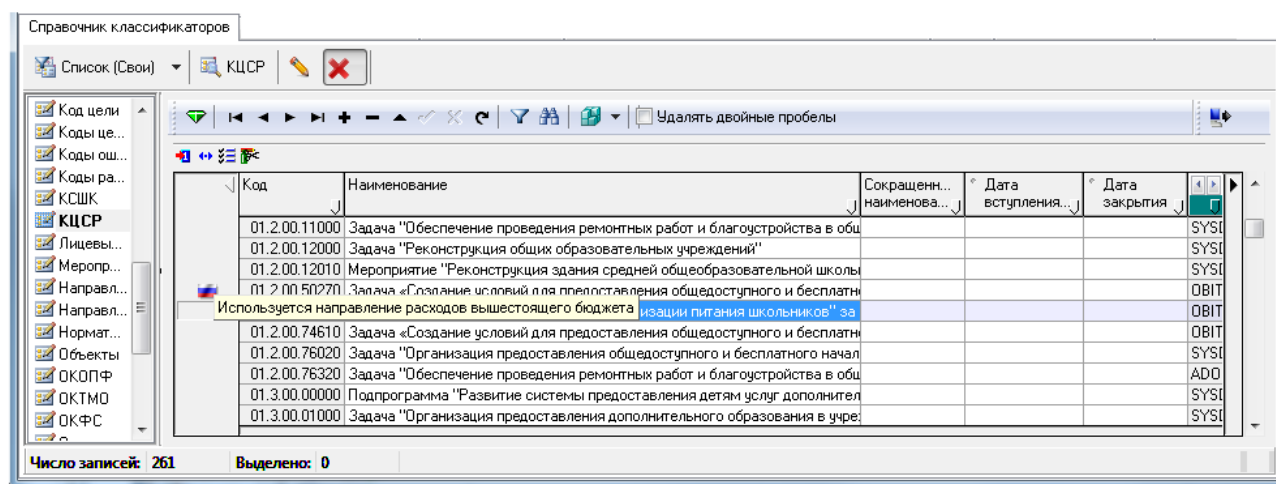 Справочник классификаторов
Список (Свои) КЦСР
Код цели
Коды це...
Коды ош...
Коды ра...
КСШК
КЦСР
Лицевы...
Меропр...
Направл...
Направл...
Нормат...
Объекты
ОКОПФ
ОКТМО
ОКФС
Удалять двойные пробелы
Код Наименование Сокращенн... наименова... Дата вступления... Дата закрытия
01.2.00.11000 Задача "Обеспечение проведения ремонтных работ и благоустройства в общ SYSD
01.2.00.12000 Задача "Реконструкция общих образовательных учреждений" SYSD
01.2.00.12010 Мероприятие "Реконструкция здания средней общеобразовательной школы SYSD
01.2.00.50270 Задача «Создание условий для предоставления общедоступного и бесплатн OBIT
Используется направление расходов вышестоящего бюджета изации питания школьников" за OBIT
01.2.00.74610 Задача «Создание условий для предоставления общедоступного и бесплатн OBIT
01.2.00.76020 Задача "Организация предоставления общедоступного и бесплатного начал SYSD
01.2.00.76320 Задача "Обеспечение проведения ремонтных работ и благоустройства в общ ADO
01.3.00.00000 Подпрограмма "Развитие системы предоставления детям услуг дополнител SYSD
01.3.00.01000 Задача "Организация предоставления дополнительного образования в учре SYSD
Число записей: 261 Выделено: 0